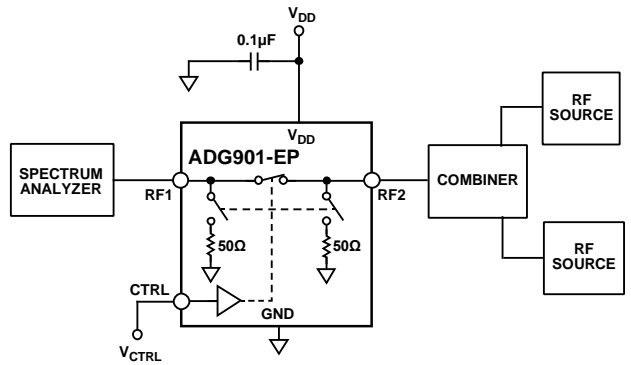 VDD
0.1µF
VDD
ADG901-EP
SPECTRUM
ANALYZER
RF1
RF2
COMBINER
RF
SOURCE
RF
SOURCE
50Ω
50Ω
CTRL
GND
VCTRL